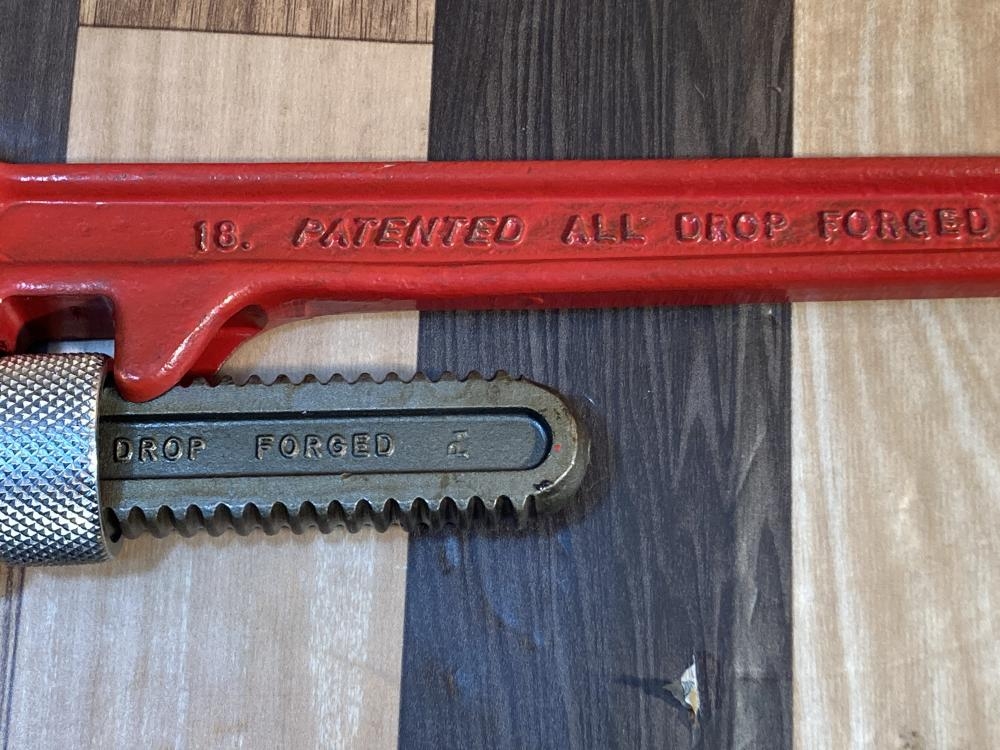 18. PATENTED ALL DROP FORGED
DROP FORGED